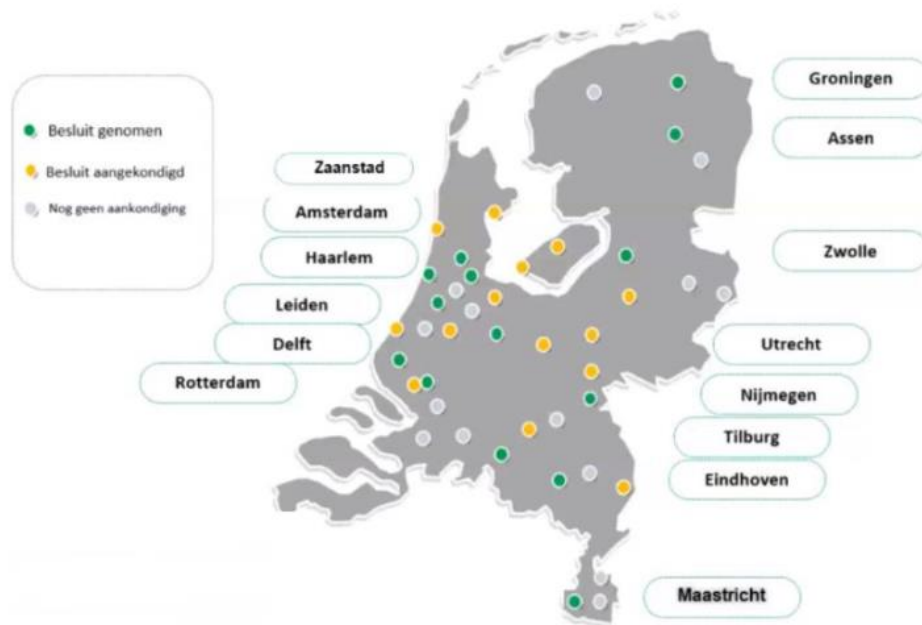 Groningen
Besluit genomen
Assen
Zaanstad
Besluit aangekondigd
Nog geen aankondiging
Amsterdam
Haarlem
Zwolle
Leiden
Delft
Utrecht
Rotterdam
Nijmegen
Tilburg
Eindhoven
Maastricht